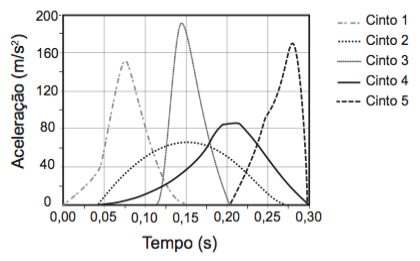 200
160
120
80
40
0
Aceleração (m/s²)
0,00 0,05 0,10 0,15 0,20 0,25 0,30
Tempo (s)
Cinto 1
Cinto 2
Cinto 3
Cinto 4
Cinto 5